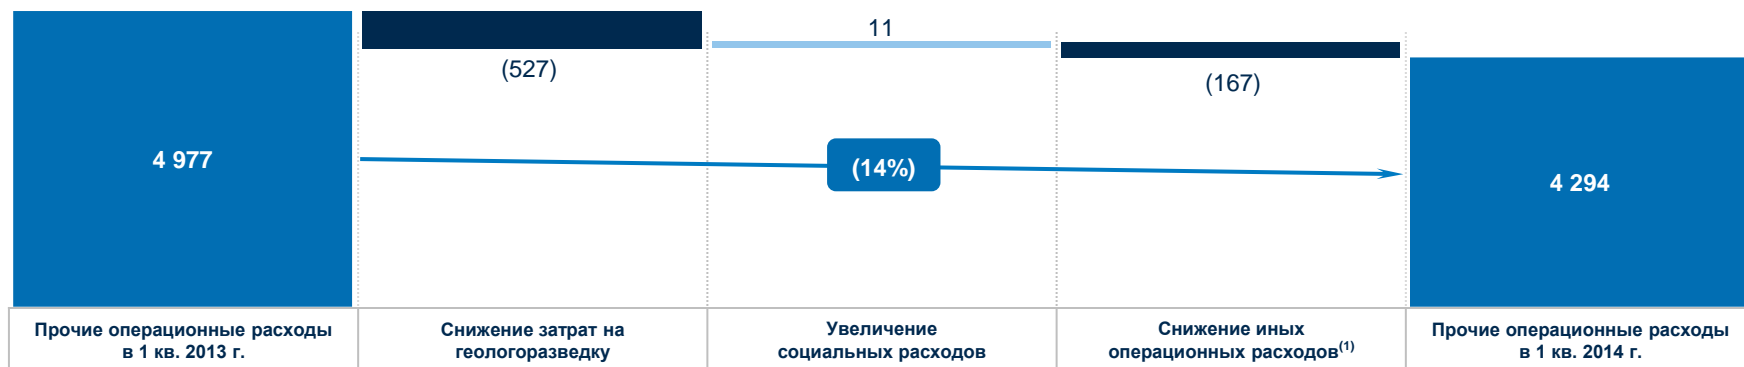 11
(527)
(167)
4 977
(14%)
4 294
Прочие операционные расходы
в 1 кв. 2013 г.
Снижение затрат на
геологоразведку
Увеличение
социальных расходов
Снижение иных
операционных расходов(1)
Прочие операционные расходы
в 1 кв. 2014 г.